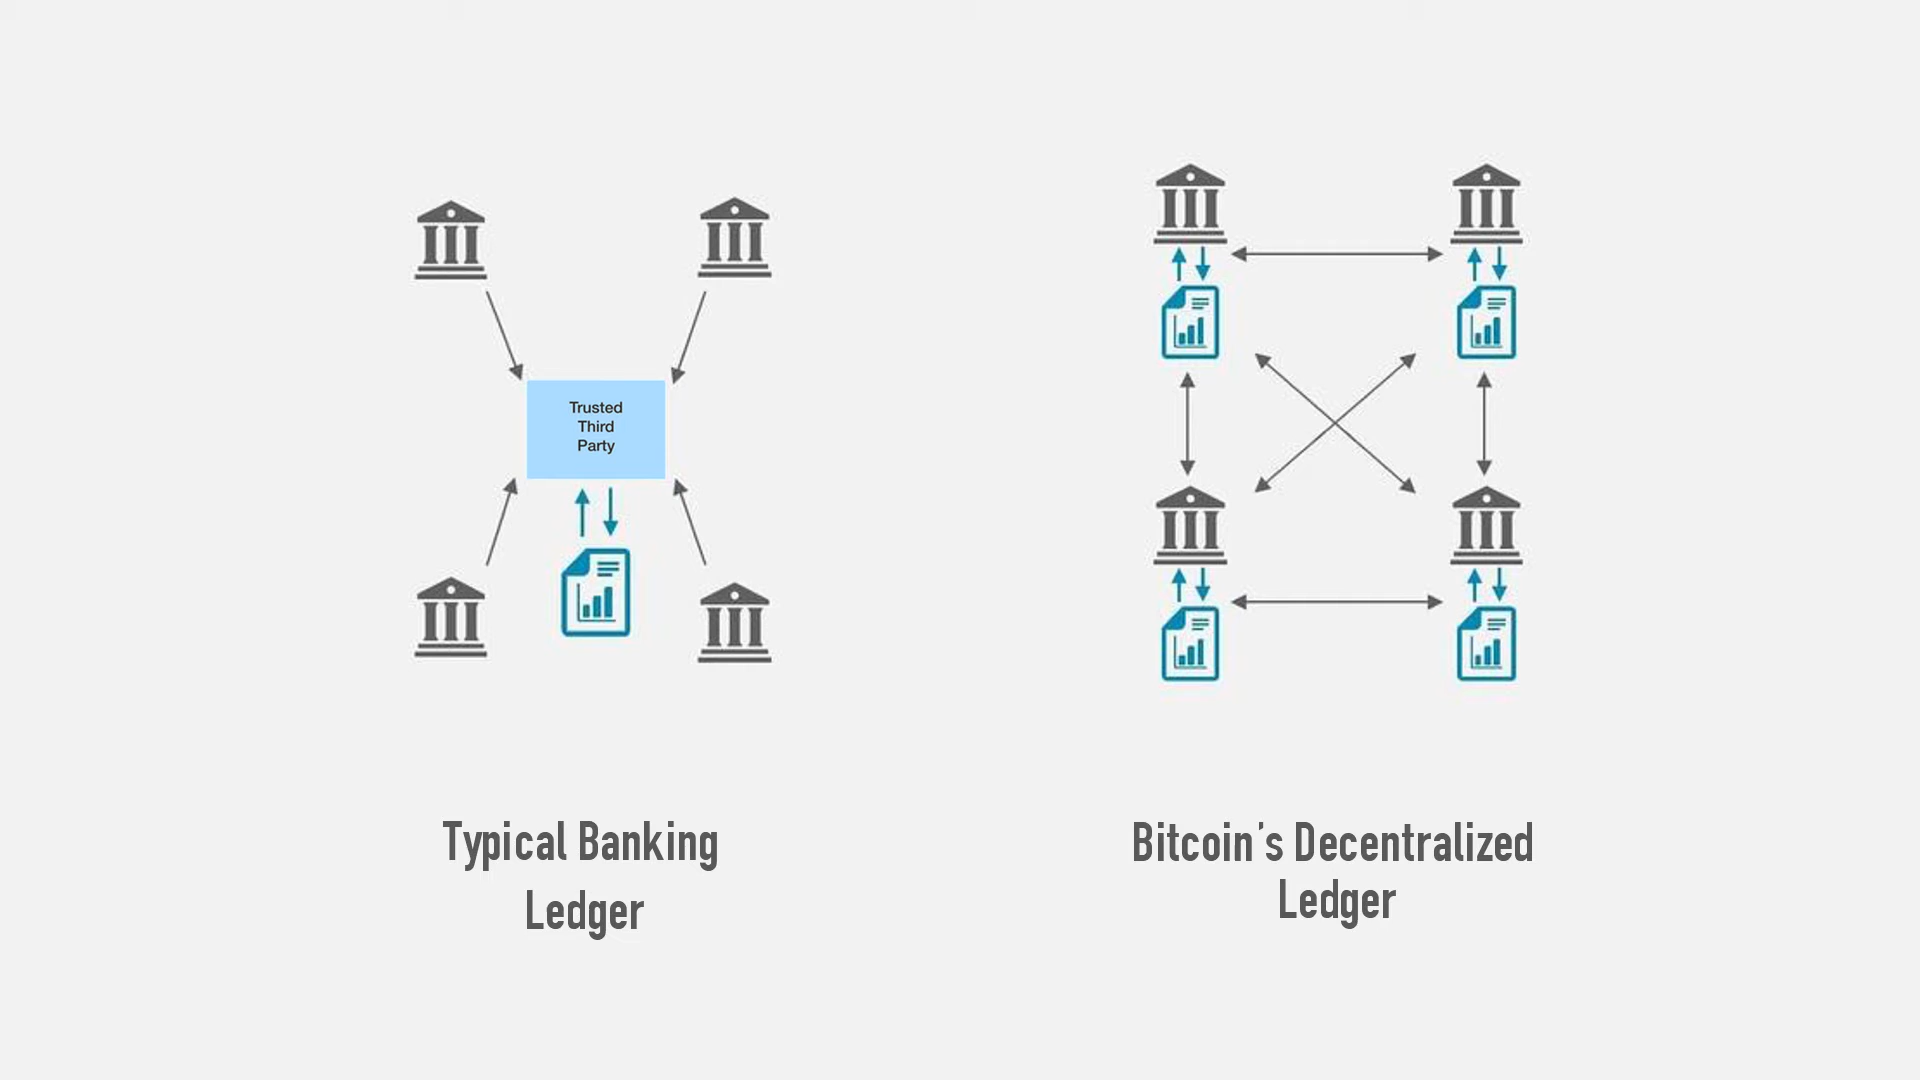 Trusted
Third
Party
Typical Banking
Ledger
Bitcoin's Decentralized
Ledger